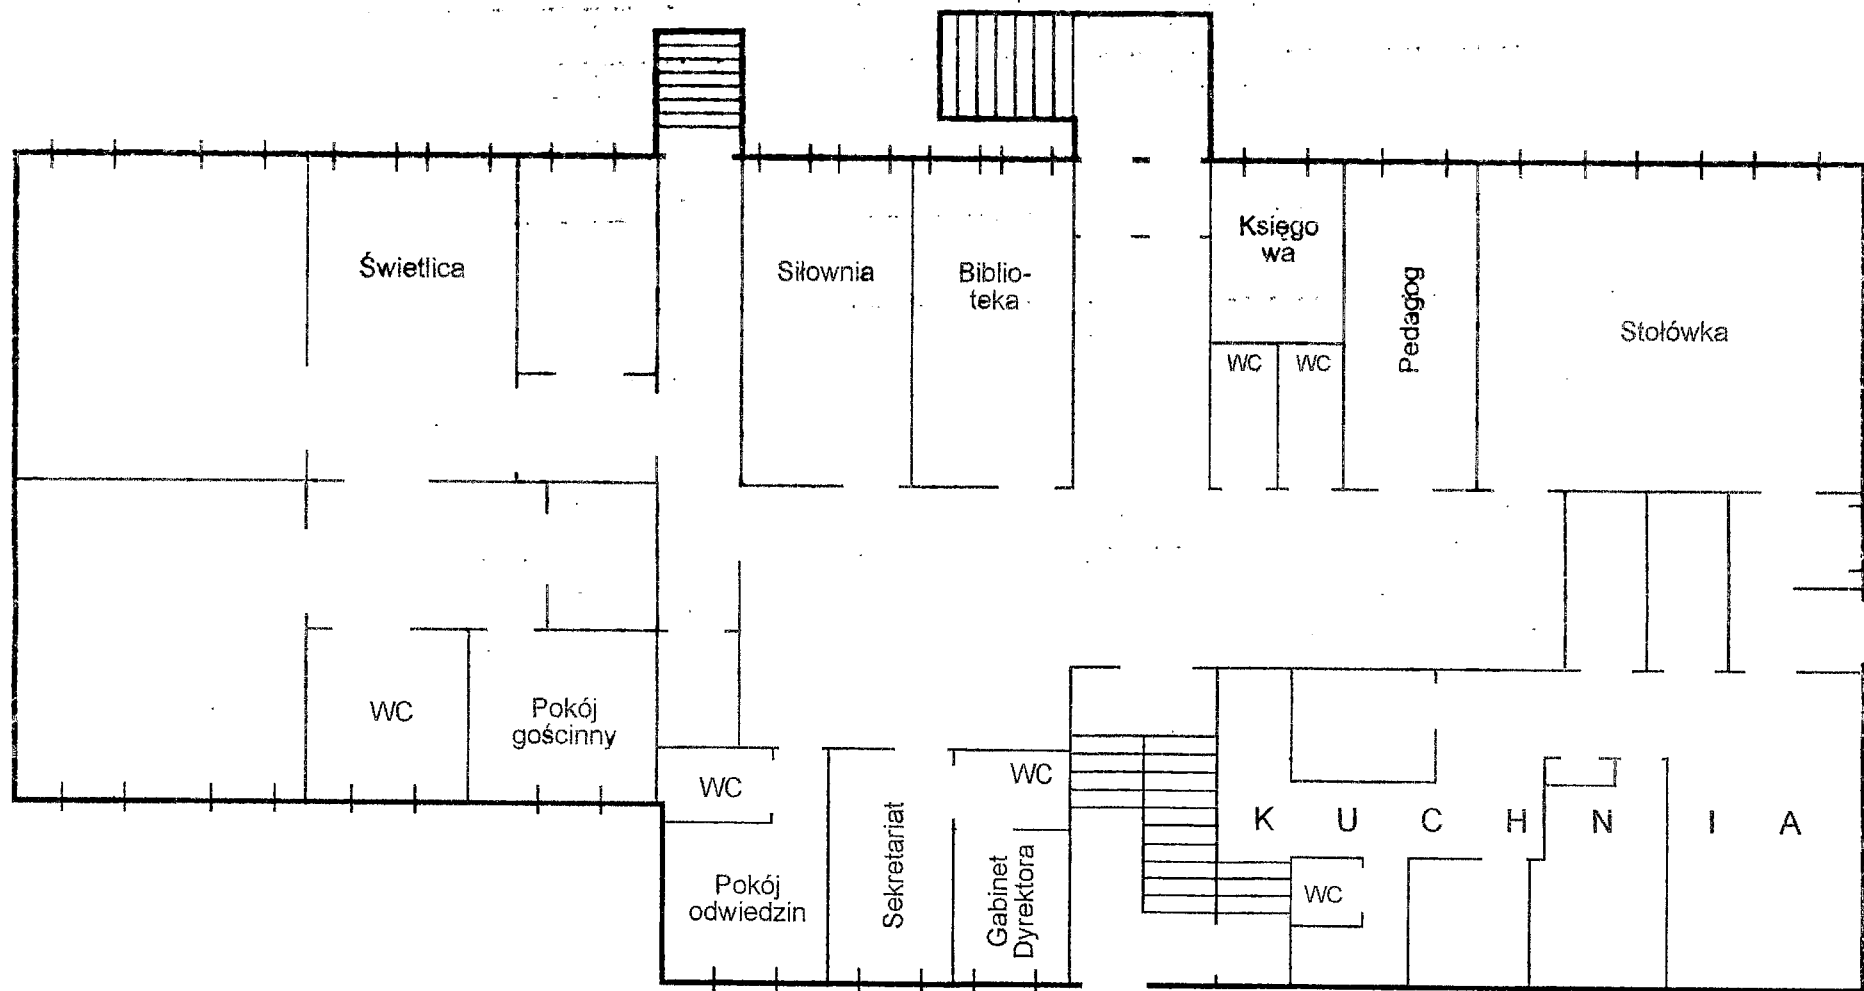 Świetlica
Siłownia
Biblio-
teka
Księgo
wa
WC
WC
Pedagog
Stołówka
WC
Pokój
gościnny
WC
Pokój
odwiedzin
Sekretariat
WC
Gabinet
Dyrektora
K U C H N I A
WC